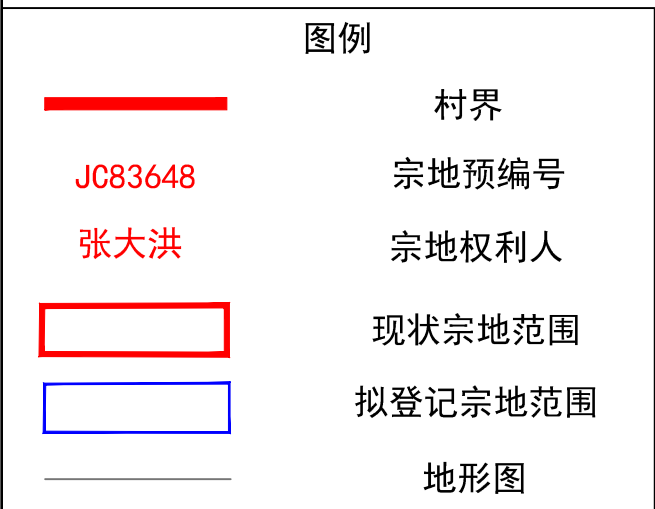 图例
村界
JC83648 宗地预编号
张大洪 宗地权利人
现状宗地范围
拟登记宗地范围
地形图